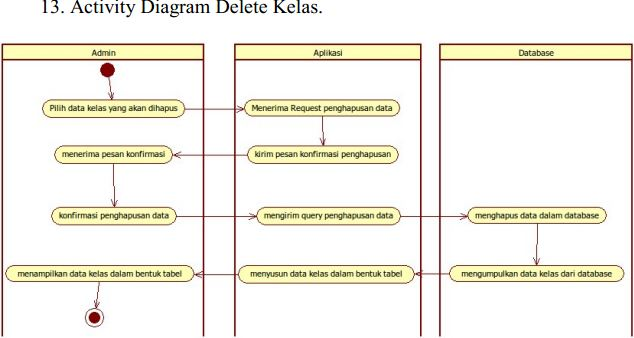 13. Activity Diagram Delete Kelas.
Admin
Aplikasi
Database
Pilih data kelas yang akan dihapus
Menerima Request penghapusan data
menerima pesan konfirmasi
kirim pesan konfirmasi penghapusan
konfirmasi penghapusan data
mengirim query penghapusan data
menghapus data dalam database
menampilkan data kelas dalam bentuk tabel
menyusun data kelas dalam bentuk tabel
mengumpulkan data kelas dari database